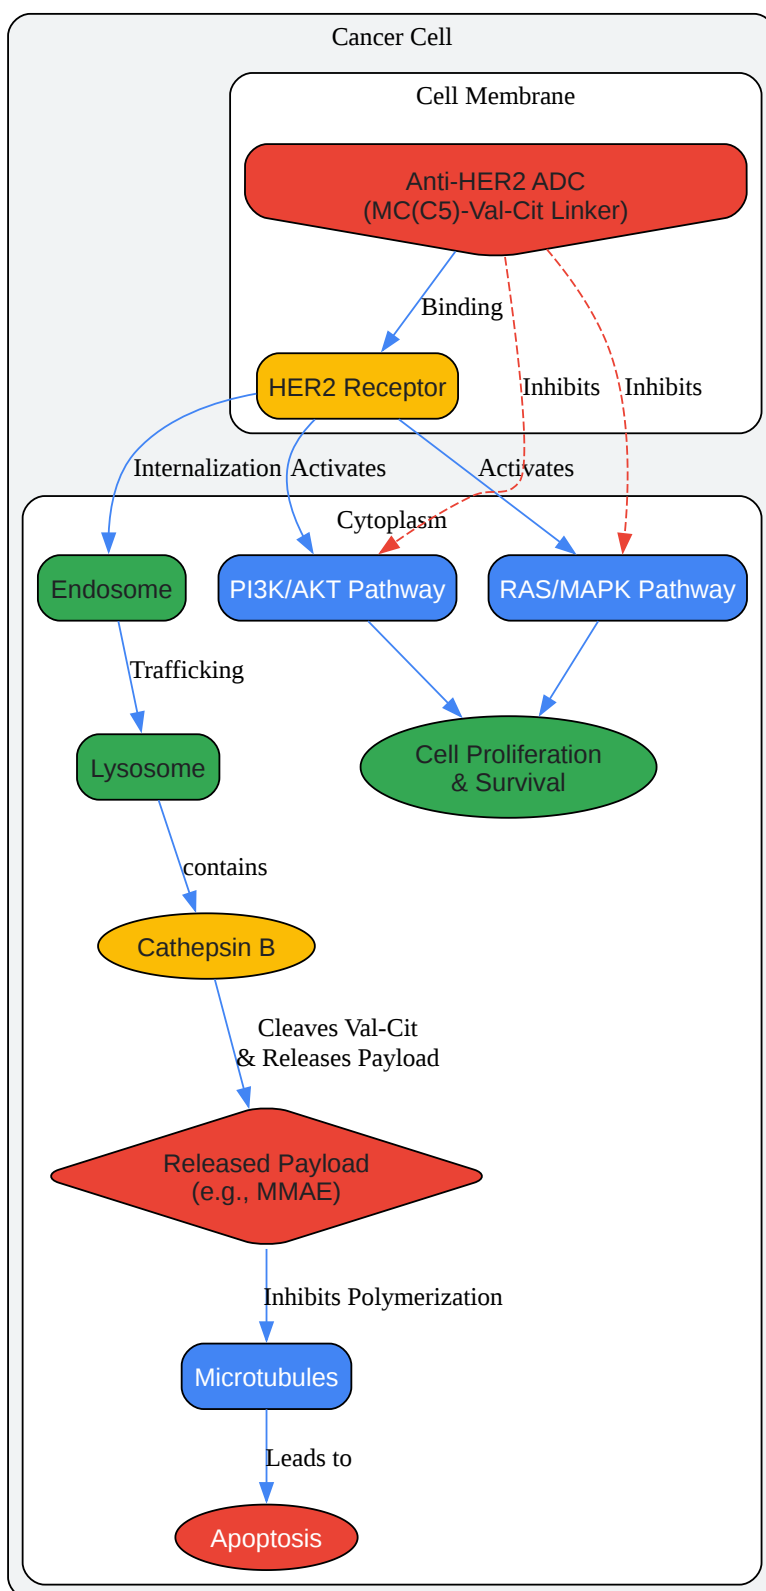 Cancer Cell
Cell Membrane
Anti-HER2 ADC
(MC(C5)-Val-Cit Linker)
Binding
HER2 Receptor
Inhibits
Inhibits
Internalization
Activates
Activates
Cytoplasm
Endosome
PI3K/AKT Pathway
RAS/MAPK Pathway
Trafficking
Lysosome
Cell Proliferation
& Survival
contains
Cathepsin B
Cleaves Val-Cit
& Releases Payload
Released Payload
(e.g., MMAE)
Inhibits Polymerization
Microtubules
Leads to
Apoptosis